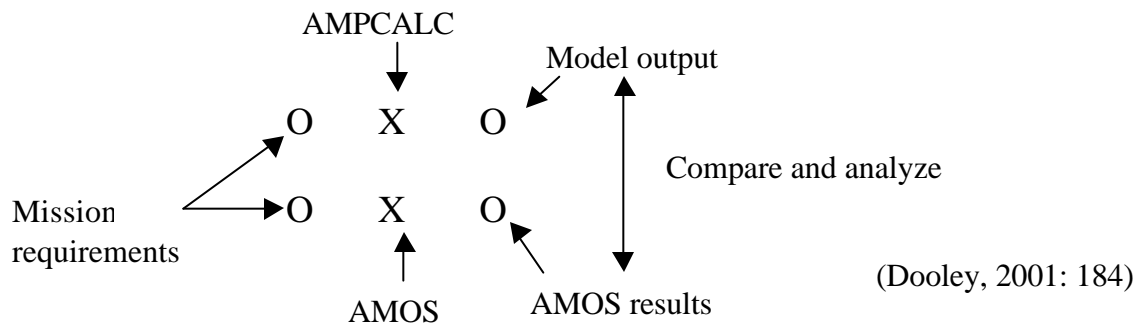 AMPCALC
Model output
O X O
Compare and analyze
Mission
requirements
O X O
(Dooley, 2001: 184)
AMOS
AMOS results